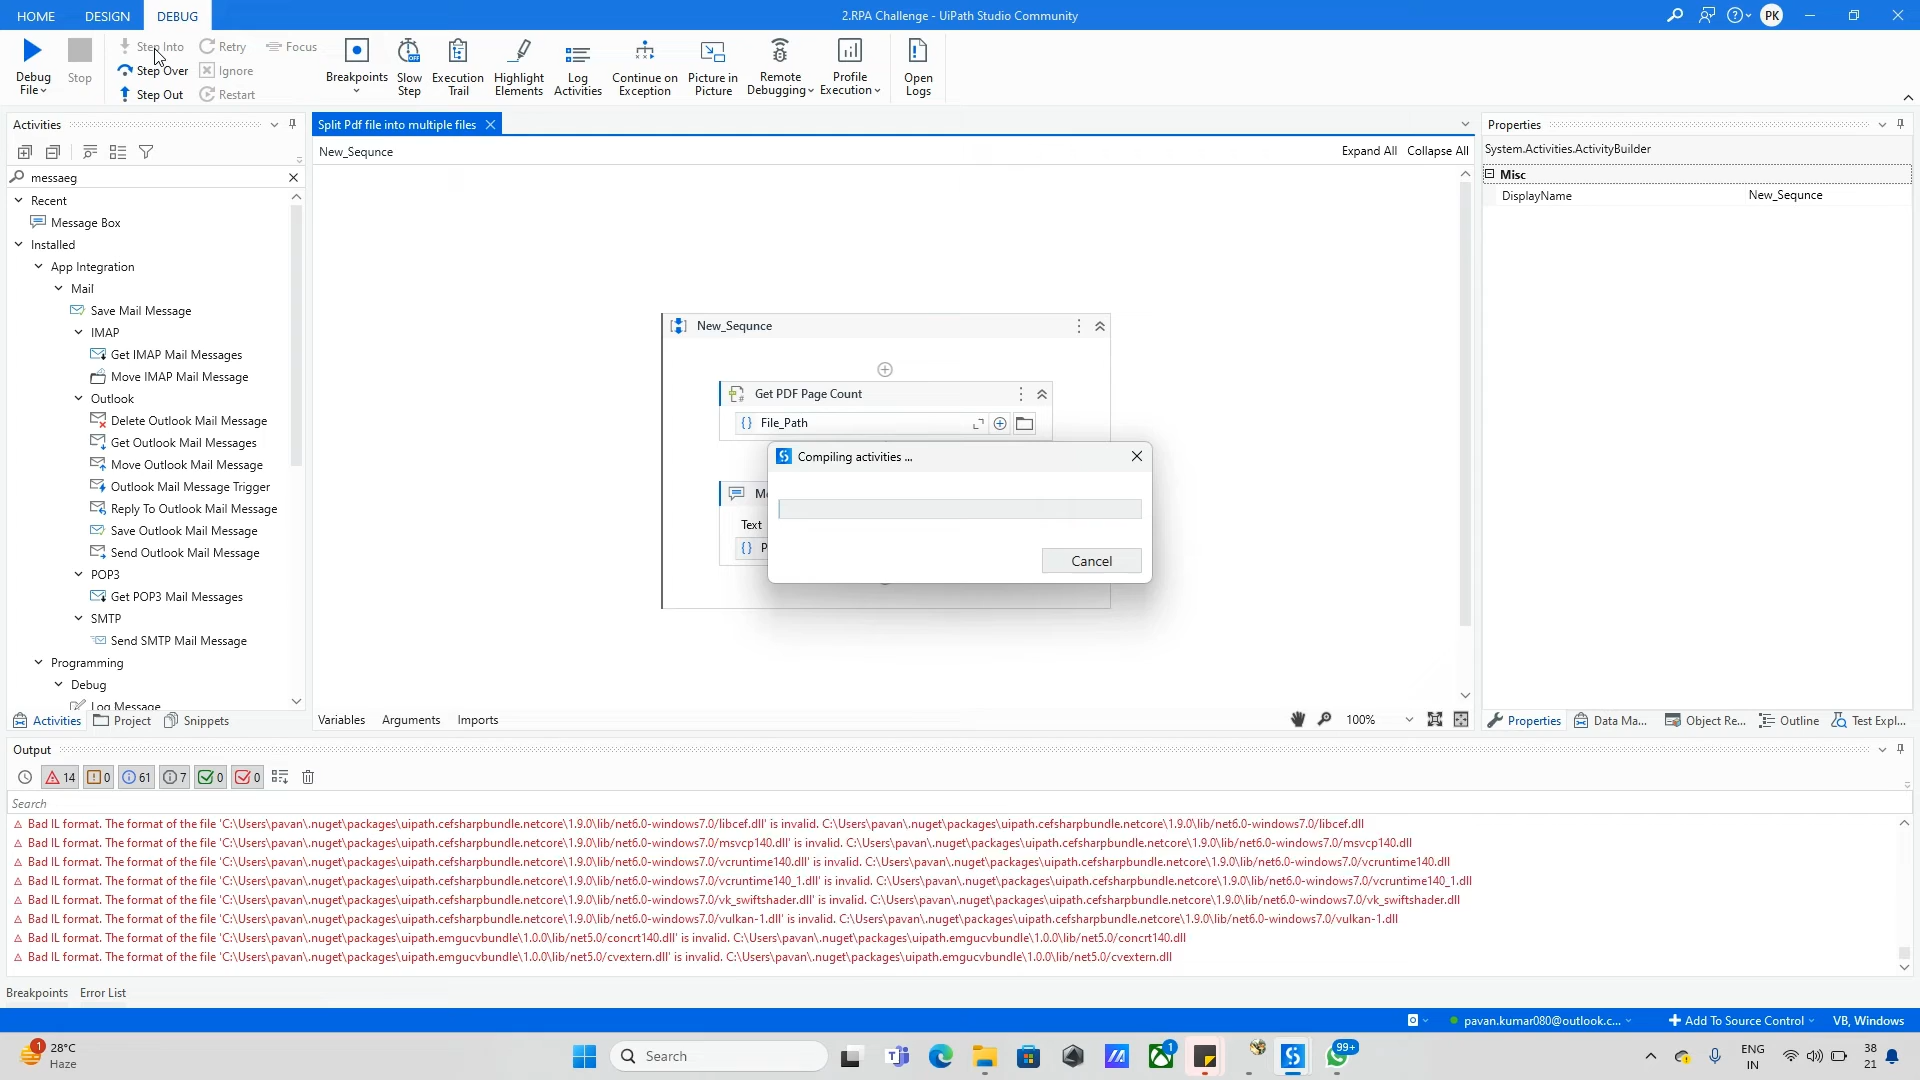 HOME DESIGN DEBUG 2.RPA Challenge - UiPath Studio Community PK
Step Into Retry Focus
Step Over Ignore
Step Out Restart
Debug File
Stop
Breakpoints
Slow Step
Execution Trail
Highlight Elements
Log Activities
Continue on Exception
Picture in Picture
Remote Debugging
Profile Execution
Open Logs
Activities
messaeg
Recent
Message Box
Installed
App Integration
Mail
Save Mail Message
IMAP
Get IMAP Mail Messages
Move IMAP Mail Message
Outlook
Delete Outlook Mail Message
Get Outlook Mail Messages
Move Outlook Mail Message
Outlook Mail Message Trigger
Reply To Outlook Mail Message
Save Outlook Mail Message
Send Outlook Mail Message
POP3
Get POP3 Mail Messages
SMTP
Send SMTP Mail Message
Programming
Debug
Log Message
Activities Project Snippets
Split Pdf file into multiple files
New_Sequnce Expand All Collapse All
New_Sequnce
Get PDF Page Count
File_Path
Compiling activities ...
Text
Cancel
Variables Arguments Imports 100%
Properties
System.Activities.ActivityBuilder
Misc
DisplayName New_Sequnce
Properties Data Ma... Object Re... Outline Test Expl...
Output
14 0 61 7 0 0
Search
Bad IL format. The format of the file 'C:\Users\pavan\.nuget\packages\uipath.cefsharpbundle.netcore\1.9.0\lib/net6.0-windows7.0/libcef.dll' is invalid. C:\Users\pavan\.nuget\packages\uipath.cefsharpbundle.netcore\1.9.0\lib/net6.0-windows7.0/libcef.dll
Bad IL format. The format of the file 'C:\Users\pavan\.nuget\packages\uipath.cefsharpbundle.netcore\1.9.0\lib/net6.0-windows7.0/msvcp140.dll' is invalid. C:\Users\pavan\.nuget\packages\uipath.cefsharpbundle.netcore\1.9.0\lib/net6.0-windows7.0/msvcp140.dll
Bad IL format. The format of the file 'C:\Users\pavan\.nuget\packages\uipath.cefsharpbundle.netcore\1.9.0\lib/net6.0-windows7.0/vcruntime140.dll' is invalid. C:\Users\pavan\.nuget\packages\uipath.cefsharpbundle.netcore\1.9.0\lib/net6.0-windows7.0/vcruntime140.dll
Bad IL format. The format of the file 'C:\Users\pavan\.nuget\packages\uipath.cefsharpbundle.netcore\1.9.0\lib/net6.0-windows7.0/vcruntime140_1.dll' is invalid. C:\Users\pavan\.nuget\packages\uipath.cefsharpbundle.netcore\1.9.0\lib/net6.0-windows7.0/vcruntime140_1.dll
Bad IL format. The format of the file 'C:\Users\pavan\.nuget\packages\uipath.cefsharpbundle.netcore\1.9.0\lib/net6.0-windows7.0/vk_swiftshader.dll' is invalid. C:\Users\pavan\.nuget\packages\uipath.cefsharpbundle.netcore\1.9.0\lib/net6.0-windows7.0/vk_swiftshader.dll
Bad IL format. The format of the file 'C:\Users\pavan\.nuget\packages\uipath.cefsharpbundle.netcore\1.9.0\lib/net6.0-windows7.0/vulkan-1.dll' is invalid. C:\Users\pavan\.nuget\packages\uipath.cefsharpbundle.netcore\1.9.0\lib/net6.0-windows7.0/vulkan-1.dll
Bad IL format. The format of the file 'C:\Users\pavan\.nuget\packages\uipath.emgucvbundle\1.0.0\lib/net5.0/concrt140.dll' is invalid. C:\Users\pavan\.nuget\packages\uipath.emgucvbundle\1.0.0\lib/net5.0/concrt140.dll
Bad IL format. The format of the file 'C:\Users\pavan\.nuget\packages\uipath.emgucvbundle\1.0.0\lib/net5.0/cvextern.dll' is invalid. C:\Users\pavan\.nuget\packages\uipath.emgucvbundle\1.0.0\lib/net5.0/cvextern.dll
Breakpoints Error List
pavan.kumar080@outlook.c... Add To Source Control VB, Windows
1 28°C
Haze
Search
1
99+
ENG
IN
38
21